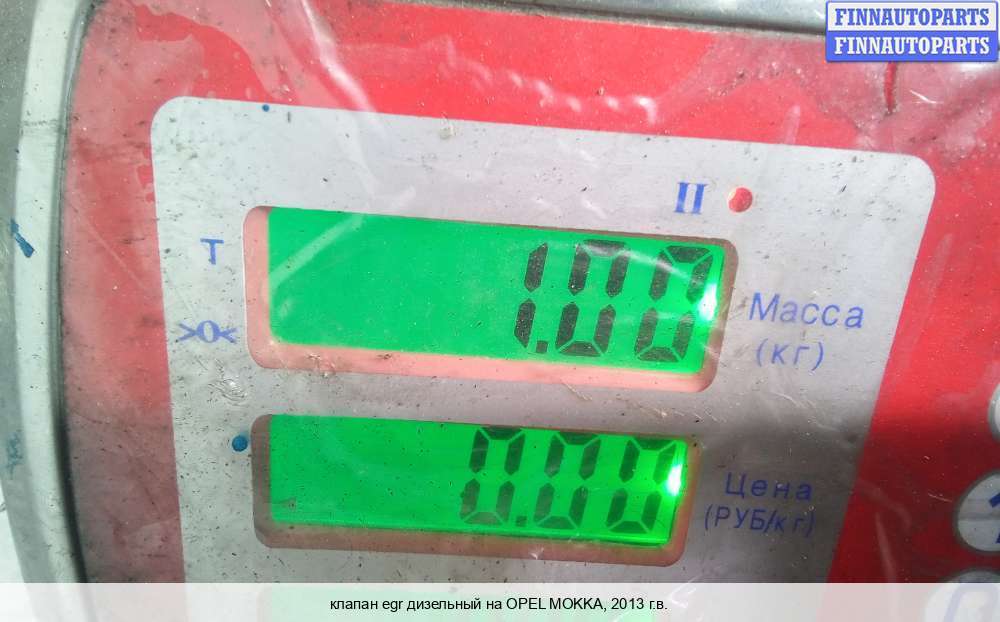 FINNAUTOPARTS
FINNAUTOPARTS
II
T
1.00
Масса
(кг)
>0<
0.00
Цена
(РУБ/кг)
клапан egr дизельный на OPEL MOKKA, 2013 г.в.